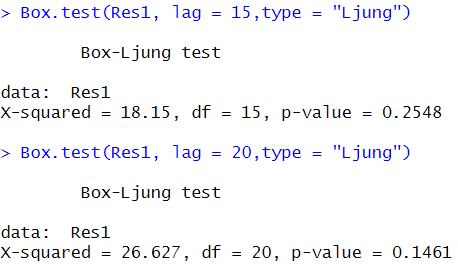 > Box.test(Res1, lag = 15,type = "Ljung")
Box-Ljung test
data:  Res1
X-squared = 18.15, df = 15, p-value = 0.2548
> Box.test(Res1, lag = 20,type = "Ljung")
Box-Ljung test
data:  Res1
X-squared = 26.627, df = 20, p-value = 0.1461